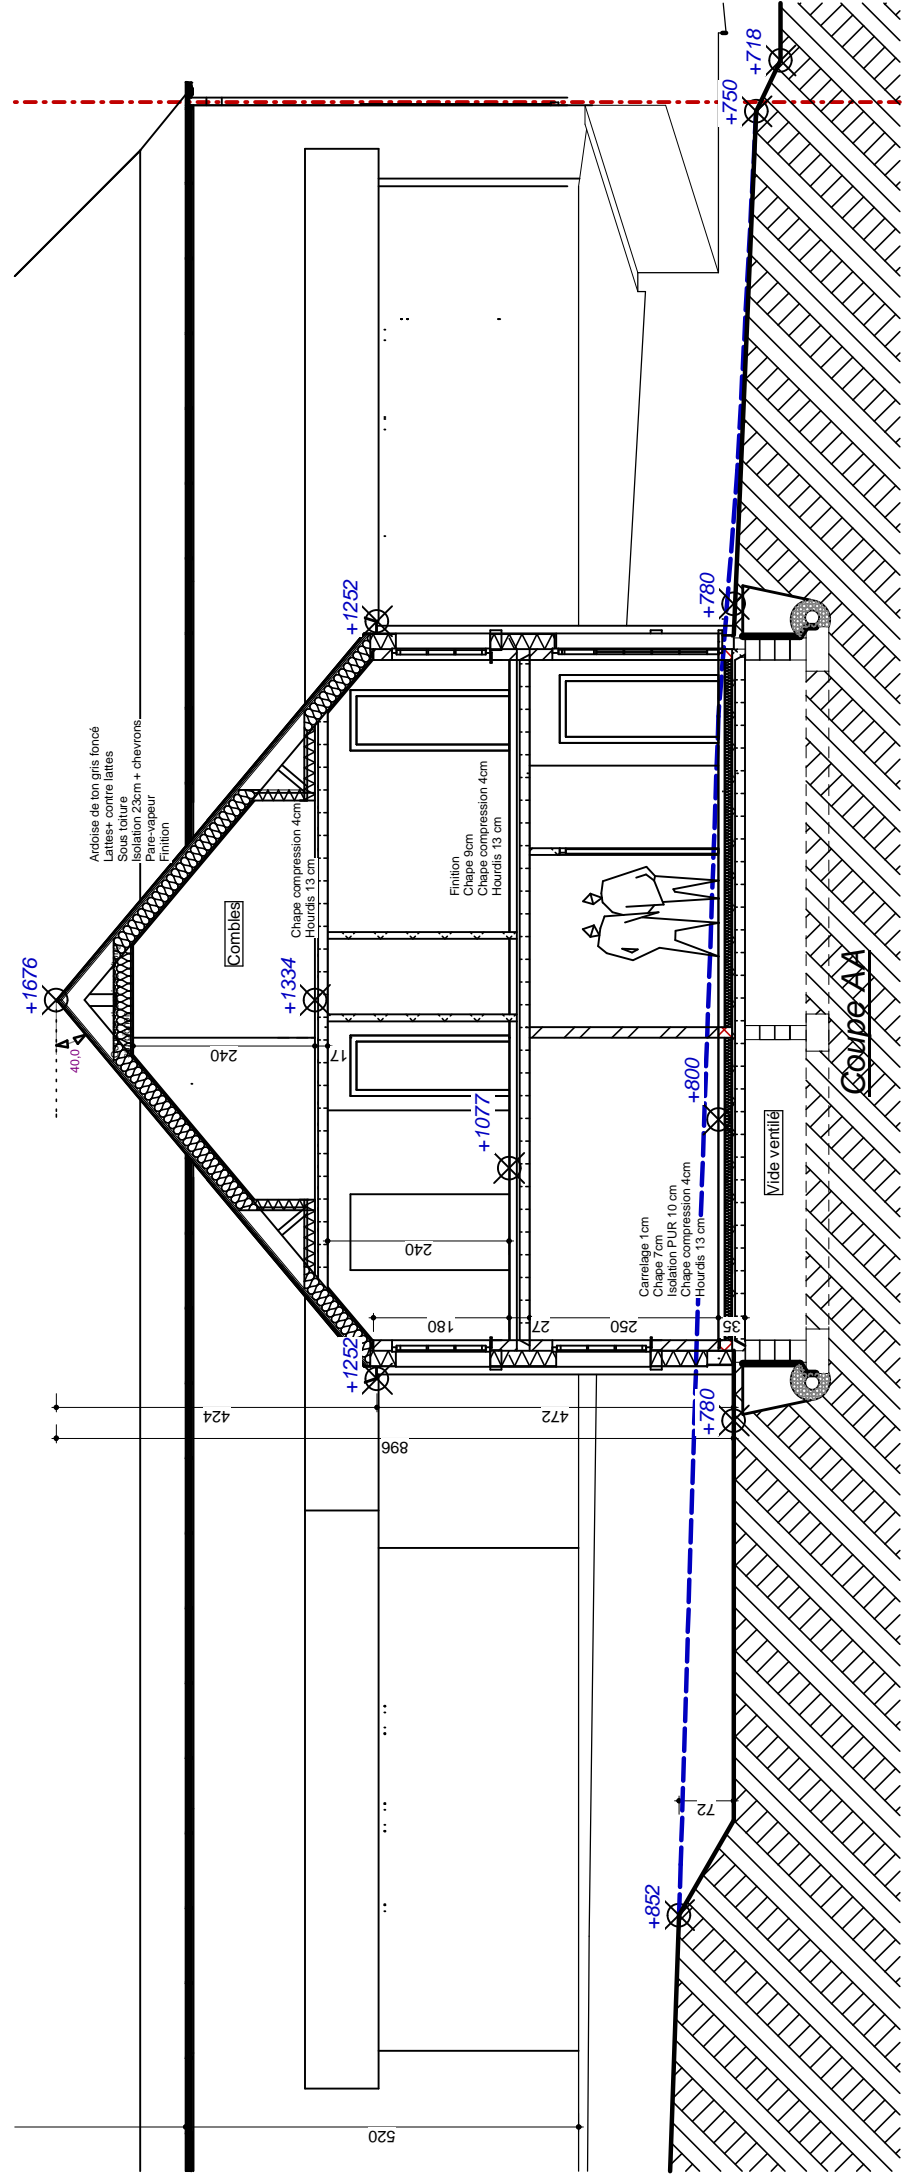 +718
+750
+780
+1252
Ardoise de ton gris foncé
Lattes+ contre lattes
Sous toiture
Isolation 23cm + chevrons
Pare-vapeur
Finition
Combles
Chape compression 4cm
Hourdis 13 cm
Finition
Chape 9cm
Chape compression 4cm
Hourdis 13 cm
+1676
40,0
+1334
240
17
+1077
+800
Carrelage 1cm
Chape 7cm
Isolation PUR 10 cm
Chape compression 4cm
Hourdis 13 cm
Vide ventilé
Coupe AA
240
180
27
250
35
+1252
+780
424
472
896
72
+852
520